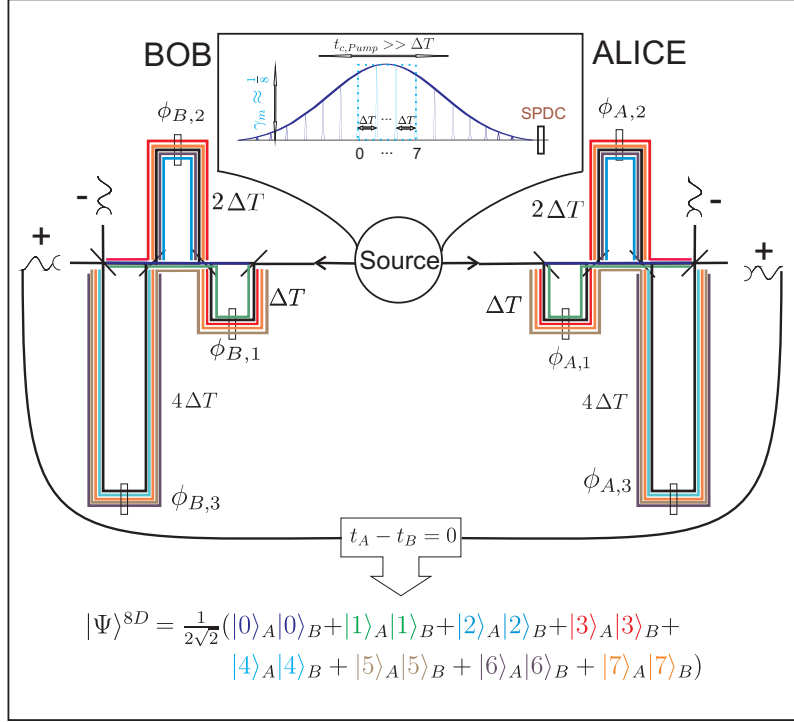 BOB
ALICE
t_{c,Pump} >> ΔT
γ_m ≈ 1/8
SPDC
ΔT ... ΔT
0 ... 7
ϕ_{B,2}
ϕ_{A,2}
- -
2ΔT 2ΔT
+ +
Source
ΔT ΔT
ϕ_{B,1} ϕ_{A,1}
4ΔT 4ΔT
ϕ_{B,3} ϕ_{A,3}
t_A − t_B = 0
|Ψ⟩^{8D} = 1/(2√2)(|0⟩_A|0⟩_B+|1⟩_A|1⟩_B+|2⟩_A|2⟩_B+|3⟩_A|3⟩_B+
|4⟩_A|4⟩_B + |5⟩_A|5⟩_B + |6⟩_A|6⟩_B + |7⟩_A|7⟩_B)